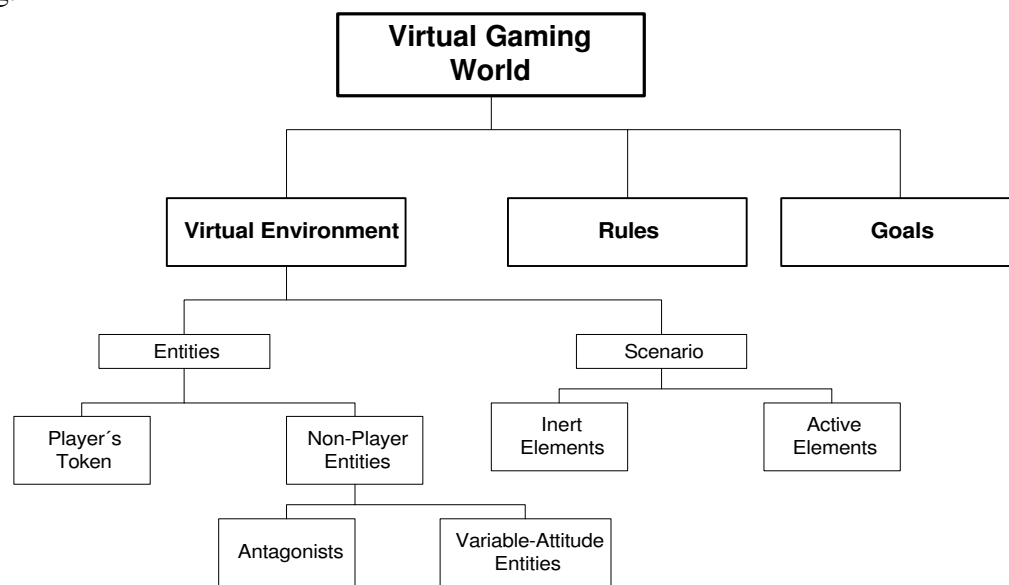 Virtual Gaming
World
Virtual Environment
Rules
Goals
Entities
Scenario
Player´s
Token
Non-Player
Entities
Inert
Elements
Active
Elements
Antagonists
Variable-Attitude
Entities